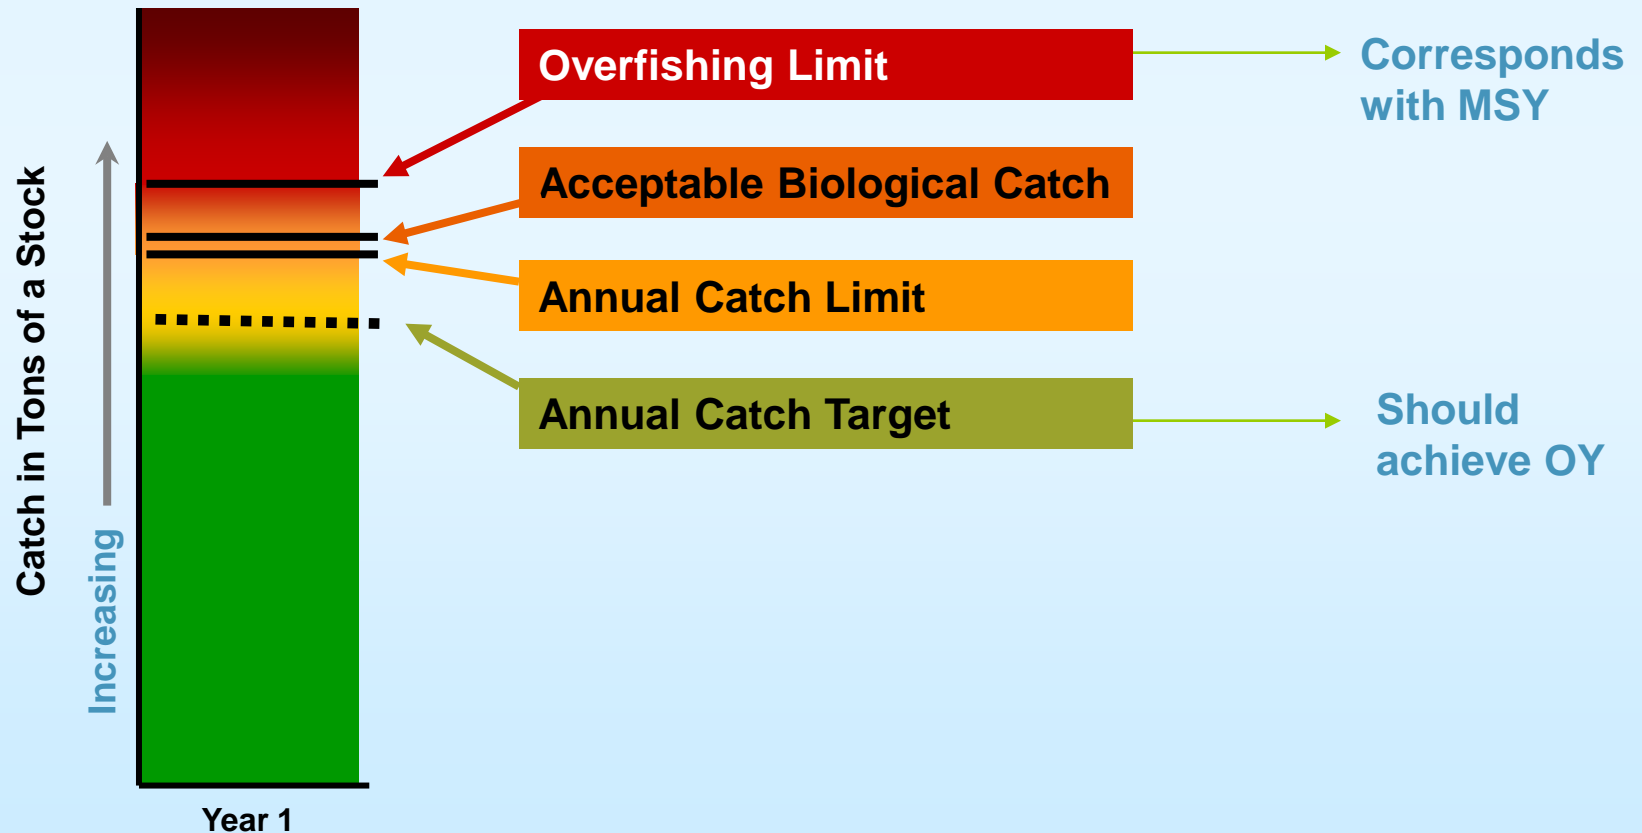 Overfishing Limit
Corresponds
with MSY
Acceptable Biological Catch
Annual Catch Limit
Annual Catch Target
Should
achieve OY
Catch in Tons of a Stock
Increasing
Year 1